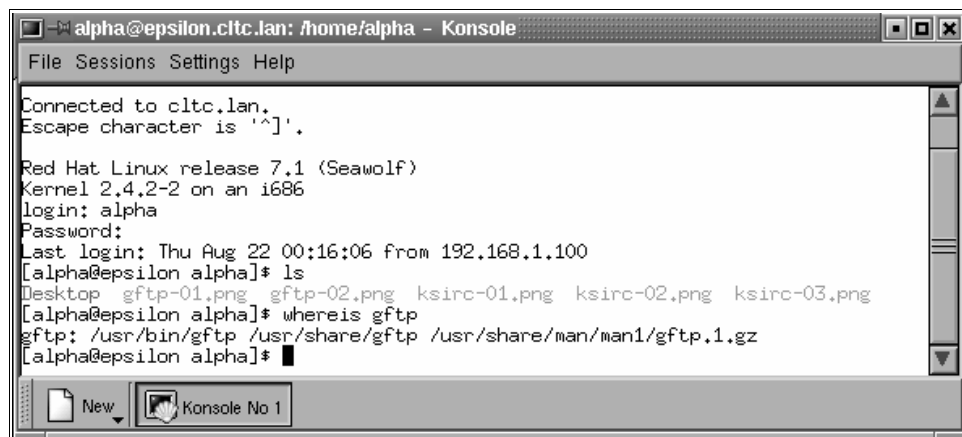 alpha@epsilon.cltc.lan: /home/alpha - Konsole
File Sessions Settings Help
Connected to cltc.lan.
Escape character is '^]'.
Red Hat Linux release 7.1 (Seawolf)
Kernel 2.4.2-2 on an i686
login: alpha
Password:
Last login: Thu Aug 22 00:16:06 from 192.168.1.100
[alpha@epsilon alpha]$ ls
Desktop gftp-01.png gftp-02.png ksirc-01.png ksirc-02.png ksirc-03.png
[alpha@epsilon alpha]$ whereis gftp
gftp: /usr/bin/gftp /usr/share/gftp /usr/share/man/man1/gftp.1.gz
[alpha@epsilon alpha]$
New Konsole No 1